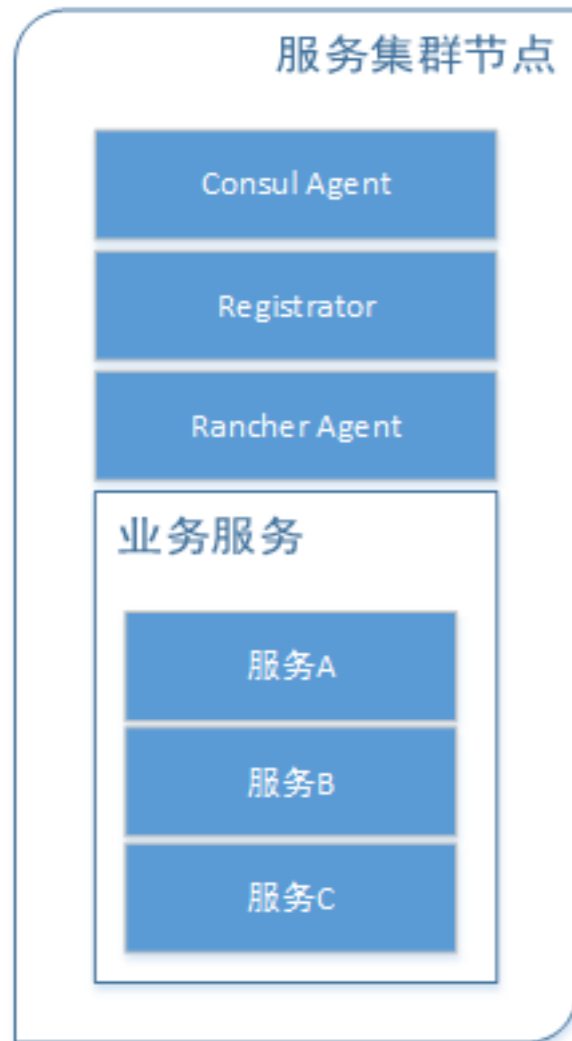 服务集群节点
Consul Agent
Registrator
Rancher Agent
业务服务
服务A
服务B
服务C